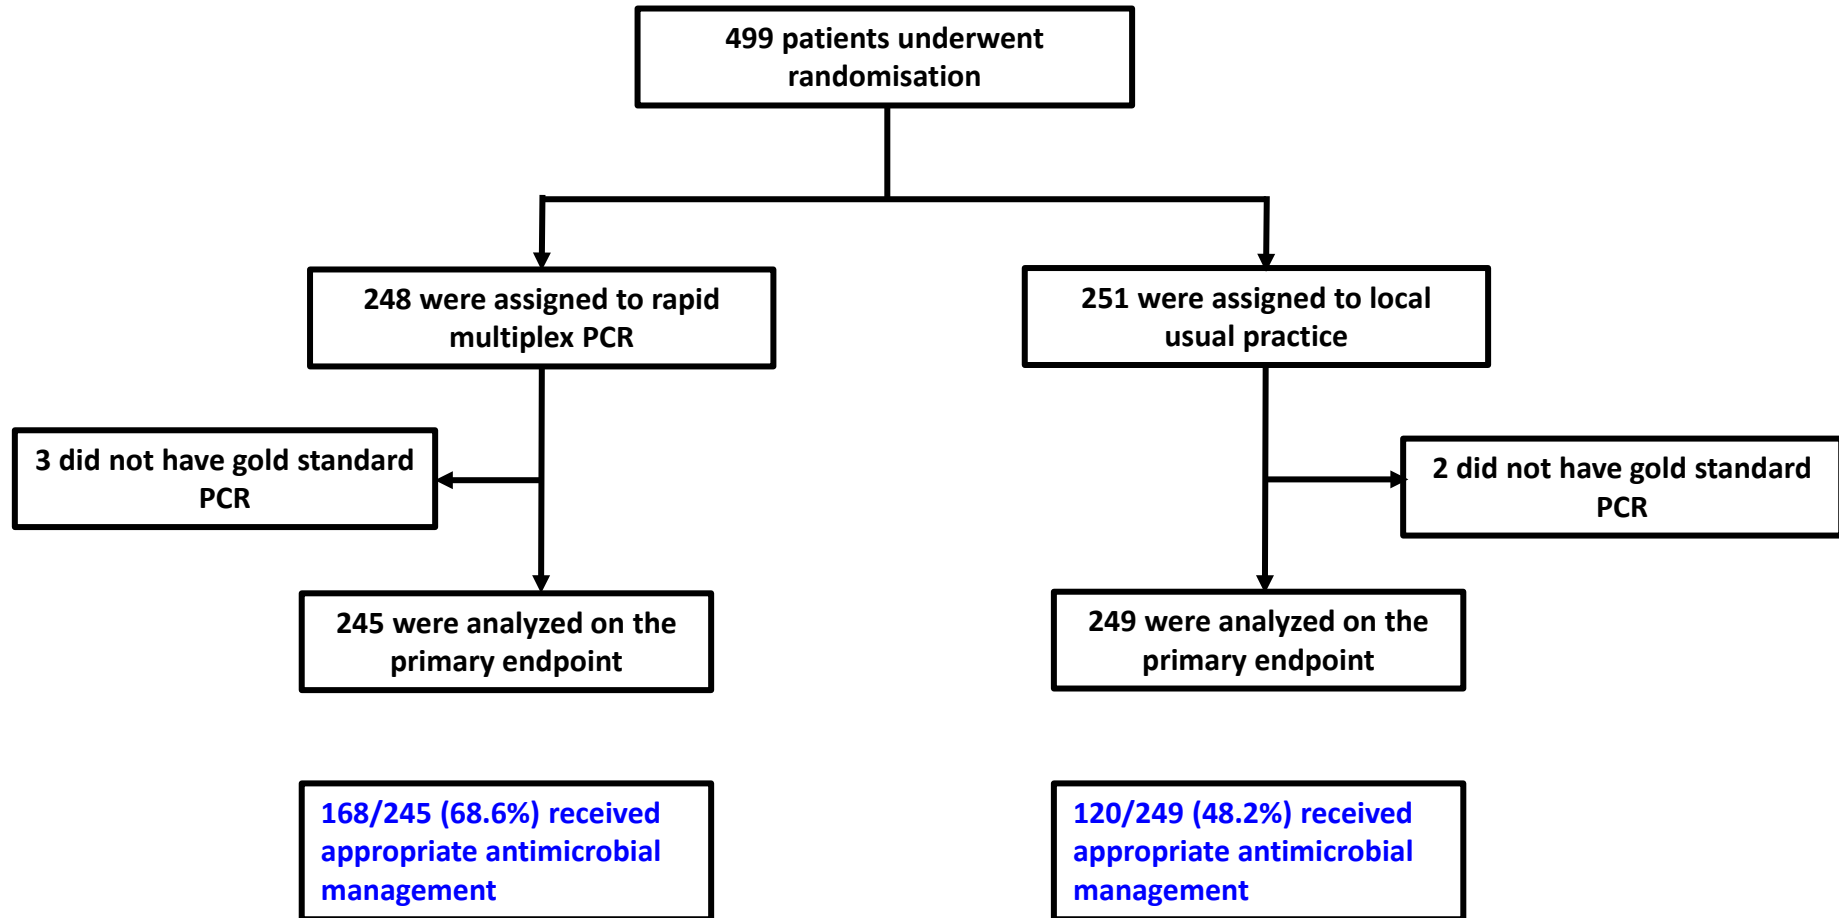 499 patients underwent
randomisation
248 were assigned to rapid
multiplex PCR
251 were assigned to local
usual practice
3 did not have gold standard
PCR
2 did not have gold standard
PCR
245 were analyzed on the
primary endpoint
249 were analyzed on the
primary endpoint
168/245 (68.6%) received
appropriate antimicrobial
management
120/249 (48.2%) received
appropriate antimicrobial
management